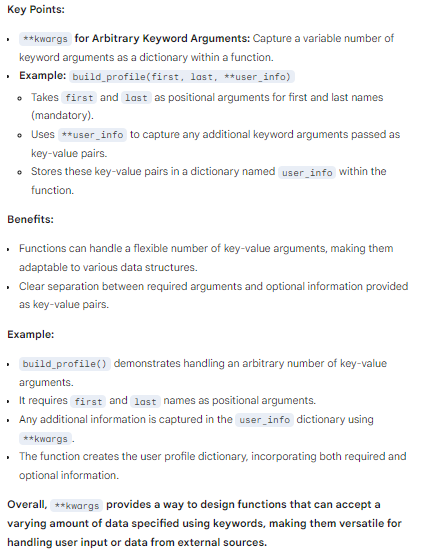 Key Points:
• **kwargs for Arbitrary Keyword Arguments: Capture a variable number of
keyword arguments as a dictionary within a function.
• Example: build_profile(first, last, **user_info)
○ Takes first and last as positional arguments for first and last names
(mandatory).
○ Uses **user_info to capture any additional keyword arguments passed as
key-value pairs.
○ Stores these key-value pairs in a dictionary named user_info within the
function.
Benefits:
• Functions can handle a flexible number of key-value arguments, making them
adaptable to various data structures.
• Clear separation between required arguments and optional information provided
as key-value pairs.
Example:
• build_profile() demonstrates handling an arbitrary number of key-value
arguments.
• It requires first and last names as positional arguments.
• Any additional information is captured in the user_info dictionary using
**kwargs.
• The function creates the user profile dictionary, incorporating both required and
optional information.
Overall, **kwargs provides a way to design functions that can accept a
varying amount of data specified using keywords, making them versatile for
handling user input or data from external sources.